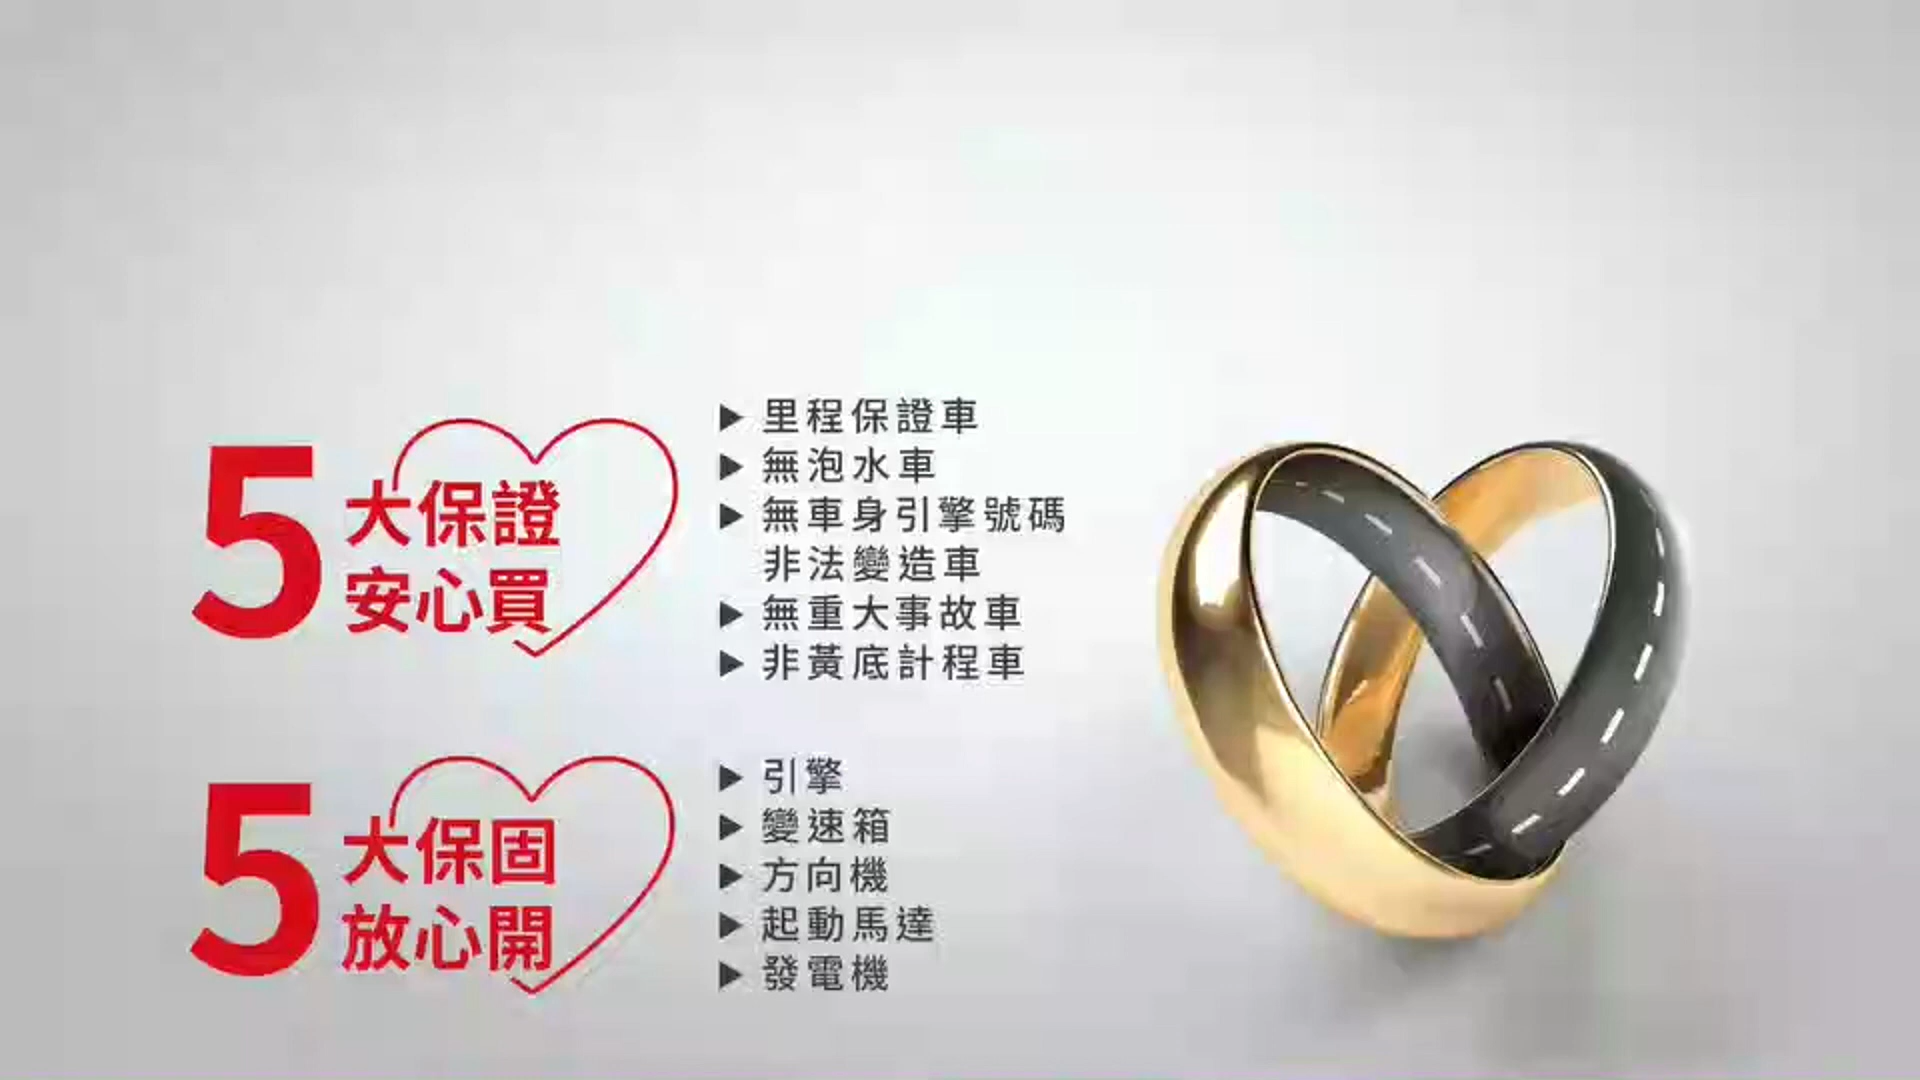 5
大保證
安心買
▶ 里程保證車
▶ 無泡水車
▶ 無車身引擎號碼
非法變造車
▶ 無重大事故車
▶ 非黃底計程車
5
大保固
放心開
▶ 引擎
▶ 變速箱
▶ 方向機
▶ 起動馬達
▶ 發電機